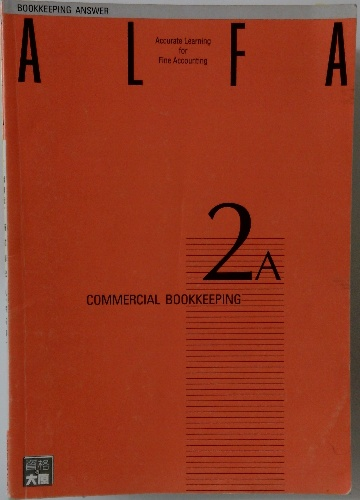 BOOKKEEPING ANSWER
A L F A
Accurate Learning
for
Fine Accounting
2A
COMMERCIAL BOOKKEEPING
資格
大原